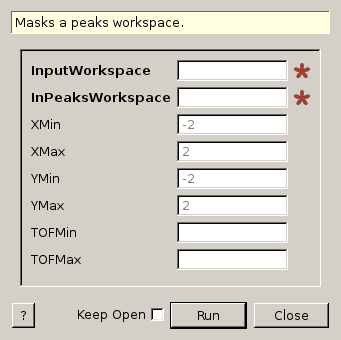 Masks a peaks workspace.
InputWorkspace *
InPeaksWorkspace *
XMin -2
XMax 2
YMin -2
YMax 2
TOFMin
TOFMax
? Keep Open Run Close